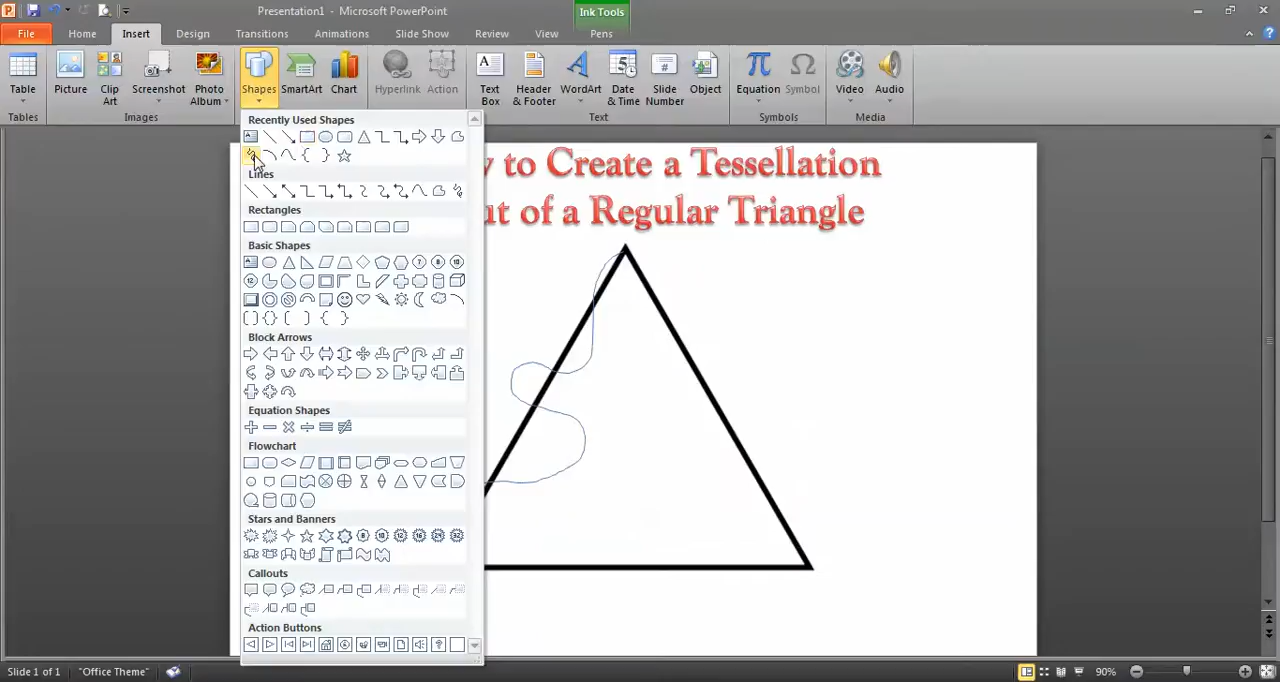 Presentation1 - Microsoft PowerPoint
Ink Tools
File Home Insert Design Transitions Animations Slide Show Review View Pens
Table Picture Clip Art Screenshot Photo Album Shapes SmartArt Chart Hyperlink Action Text Box Header & Footer WordArt Date & Time Slide Number Object Equation Symbol Video Audio
Tables Images Text Symbols Media
Recently Used Shapes
to Create a Tessellation
Lines
of a Regular Triangle
Rectangles
Basic Shapes
Block Arrows
Equation Shapes
Flowchart
Stars and Banners
Callouts
Action Buttons
Slide 1 of 1 "Office Theme" 90%